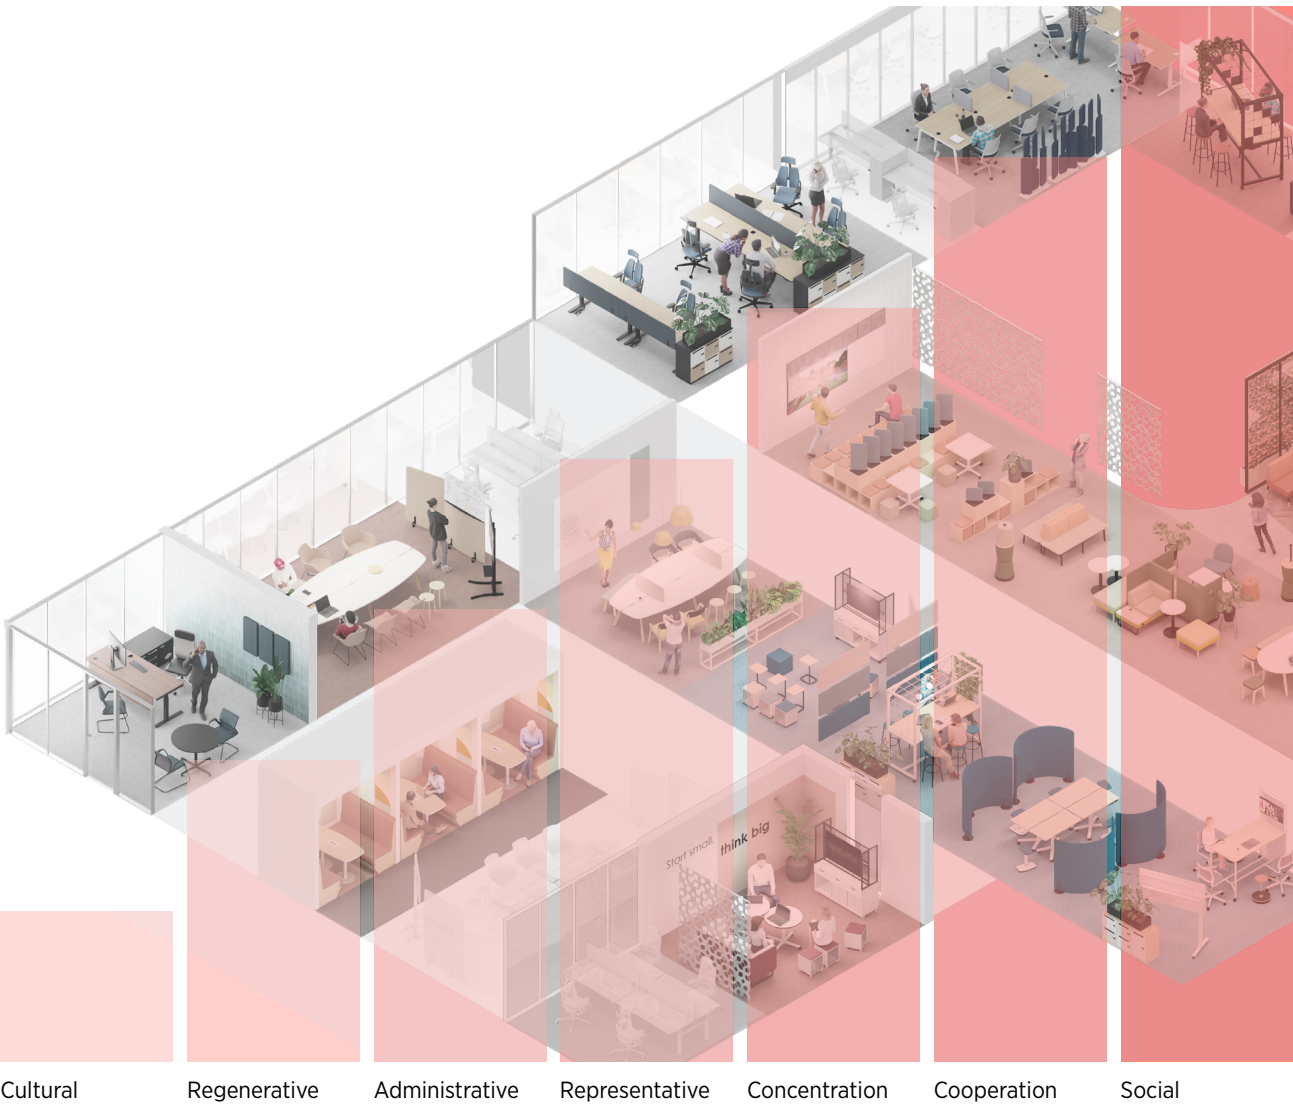 Start small.
think big
Cultural
Regenerative
Administrative
Representative
Concentration
Cooperation
Social